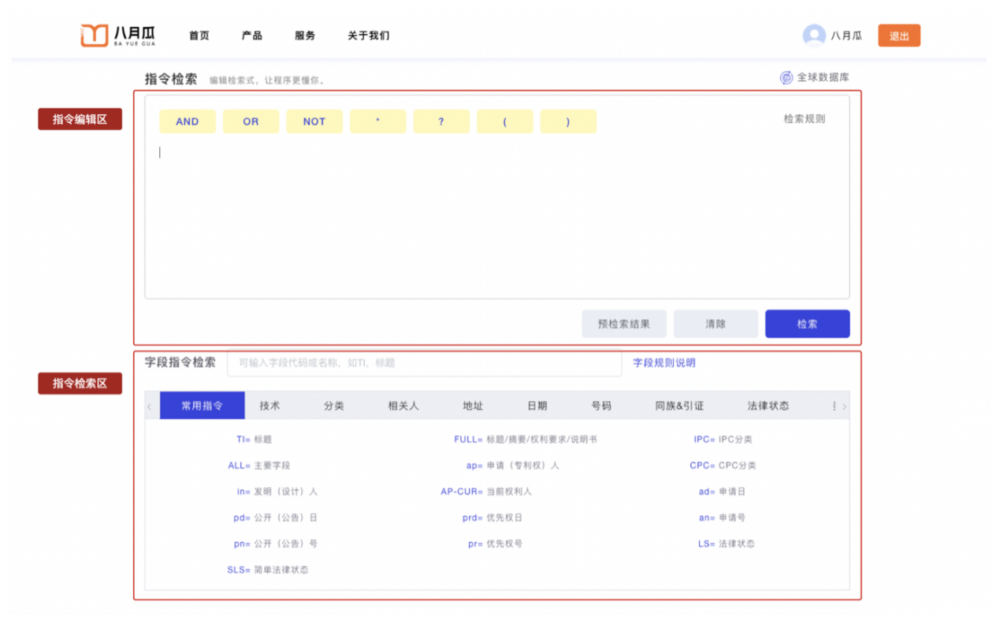 八月瓜
BA YUE GUA
首页 产品 服务 关于我们 八月瓜 退出
指令检索 编辑检索式，让程序更懂你。 全球数据库
指令编辑区
AND OR NOT * ? ( ) 检索规则
预检索结果 清除 检索
字段指令检索 可输入字段代码或名称，如TI，标题 字段规则说明
指令检索区
< 常用指令 技术 分类 相关人 地址 日期 号码 同族&引证 法律状态 >
TI= 标题 FULL= 标题/摘要/权利要求/说明书 IPC= IPC分类
ALL= 主要字段 ap= 申请（专利权）人 CPC= CPC分类
in= 发明（设计）人 AP-CUR= 当前权利人 ad= 申请日
pd= 公开（公告）日 prd= 优先权日 an= 申请号
pn= 公开（公告）号 pr= 优先权号 LS= 法律状态
SLS= 简单法律状态